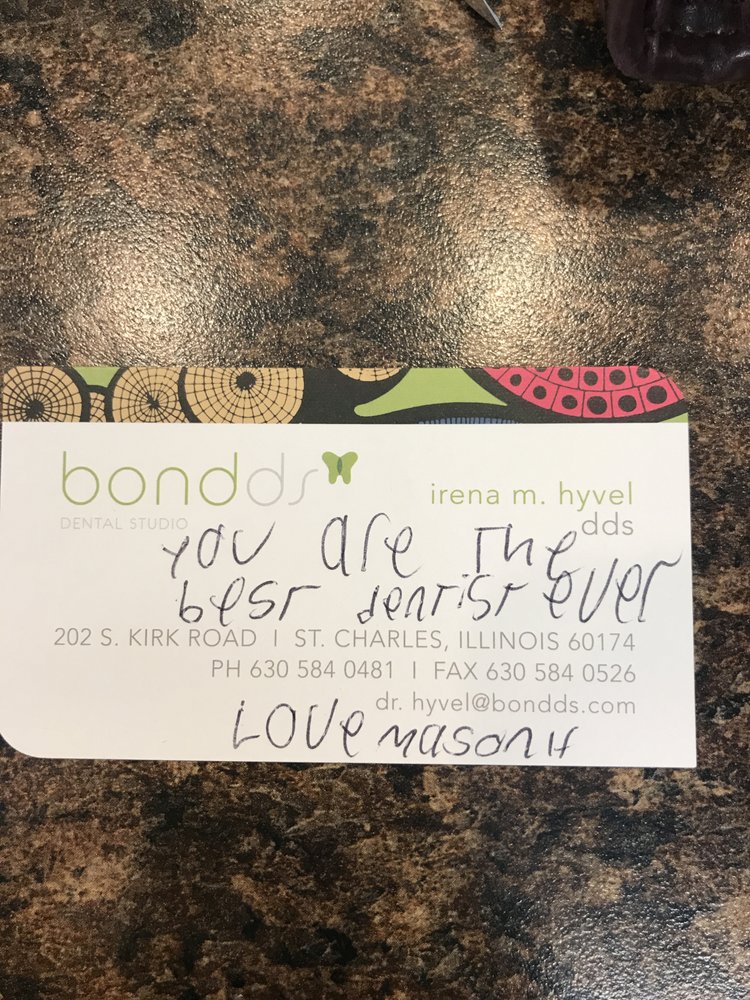 bondds
DENTAL STUDIO
irena m. hyvel
dds
you are The
best dentist ever
202 S. KIRK ROAD | ST. CHARLES, ILLINOIS 60174
PH 630 584 0481 | FAX 630 584 0526
dr. hyvel@bondds.com
LOVe mason H